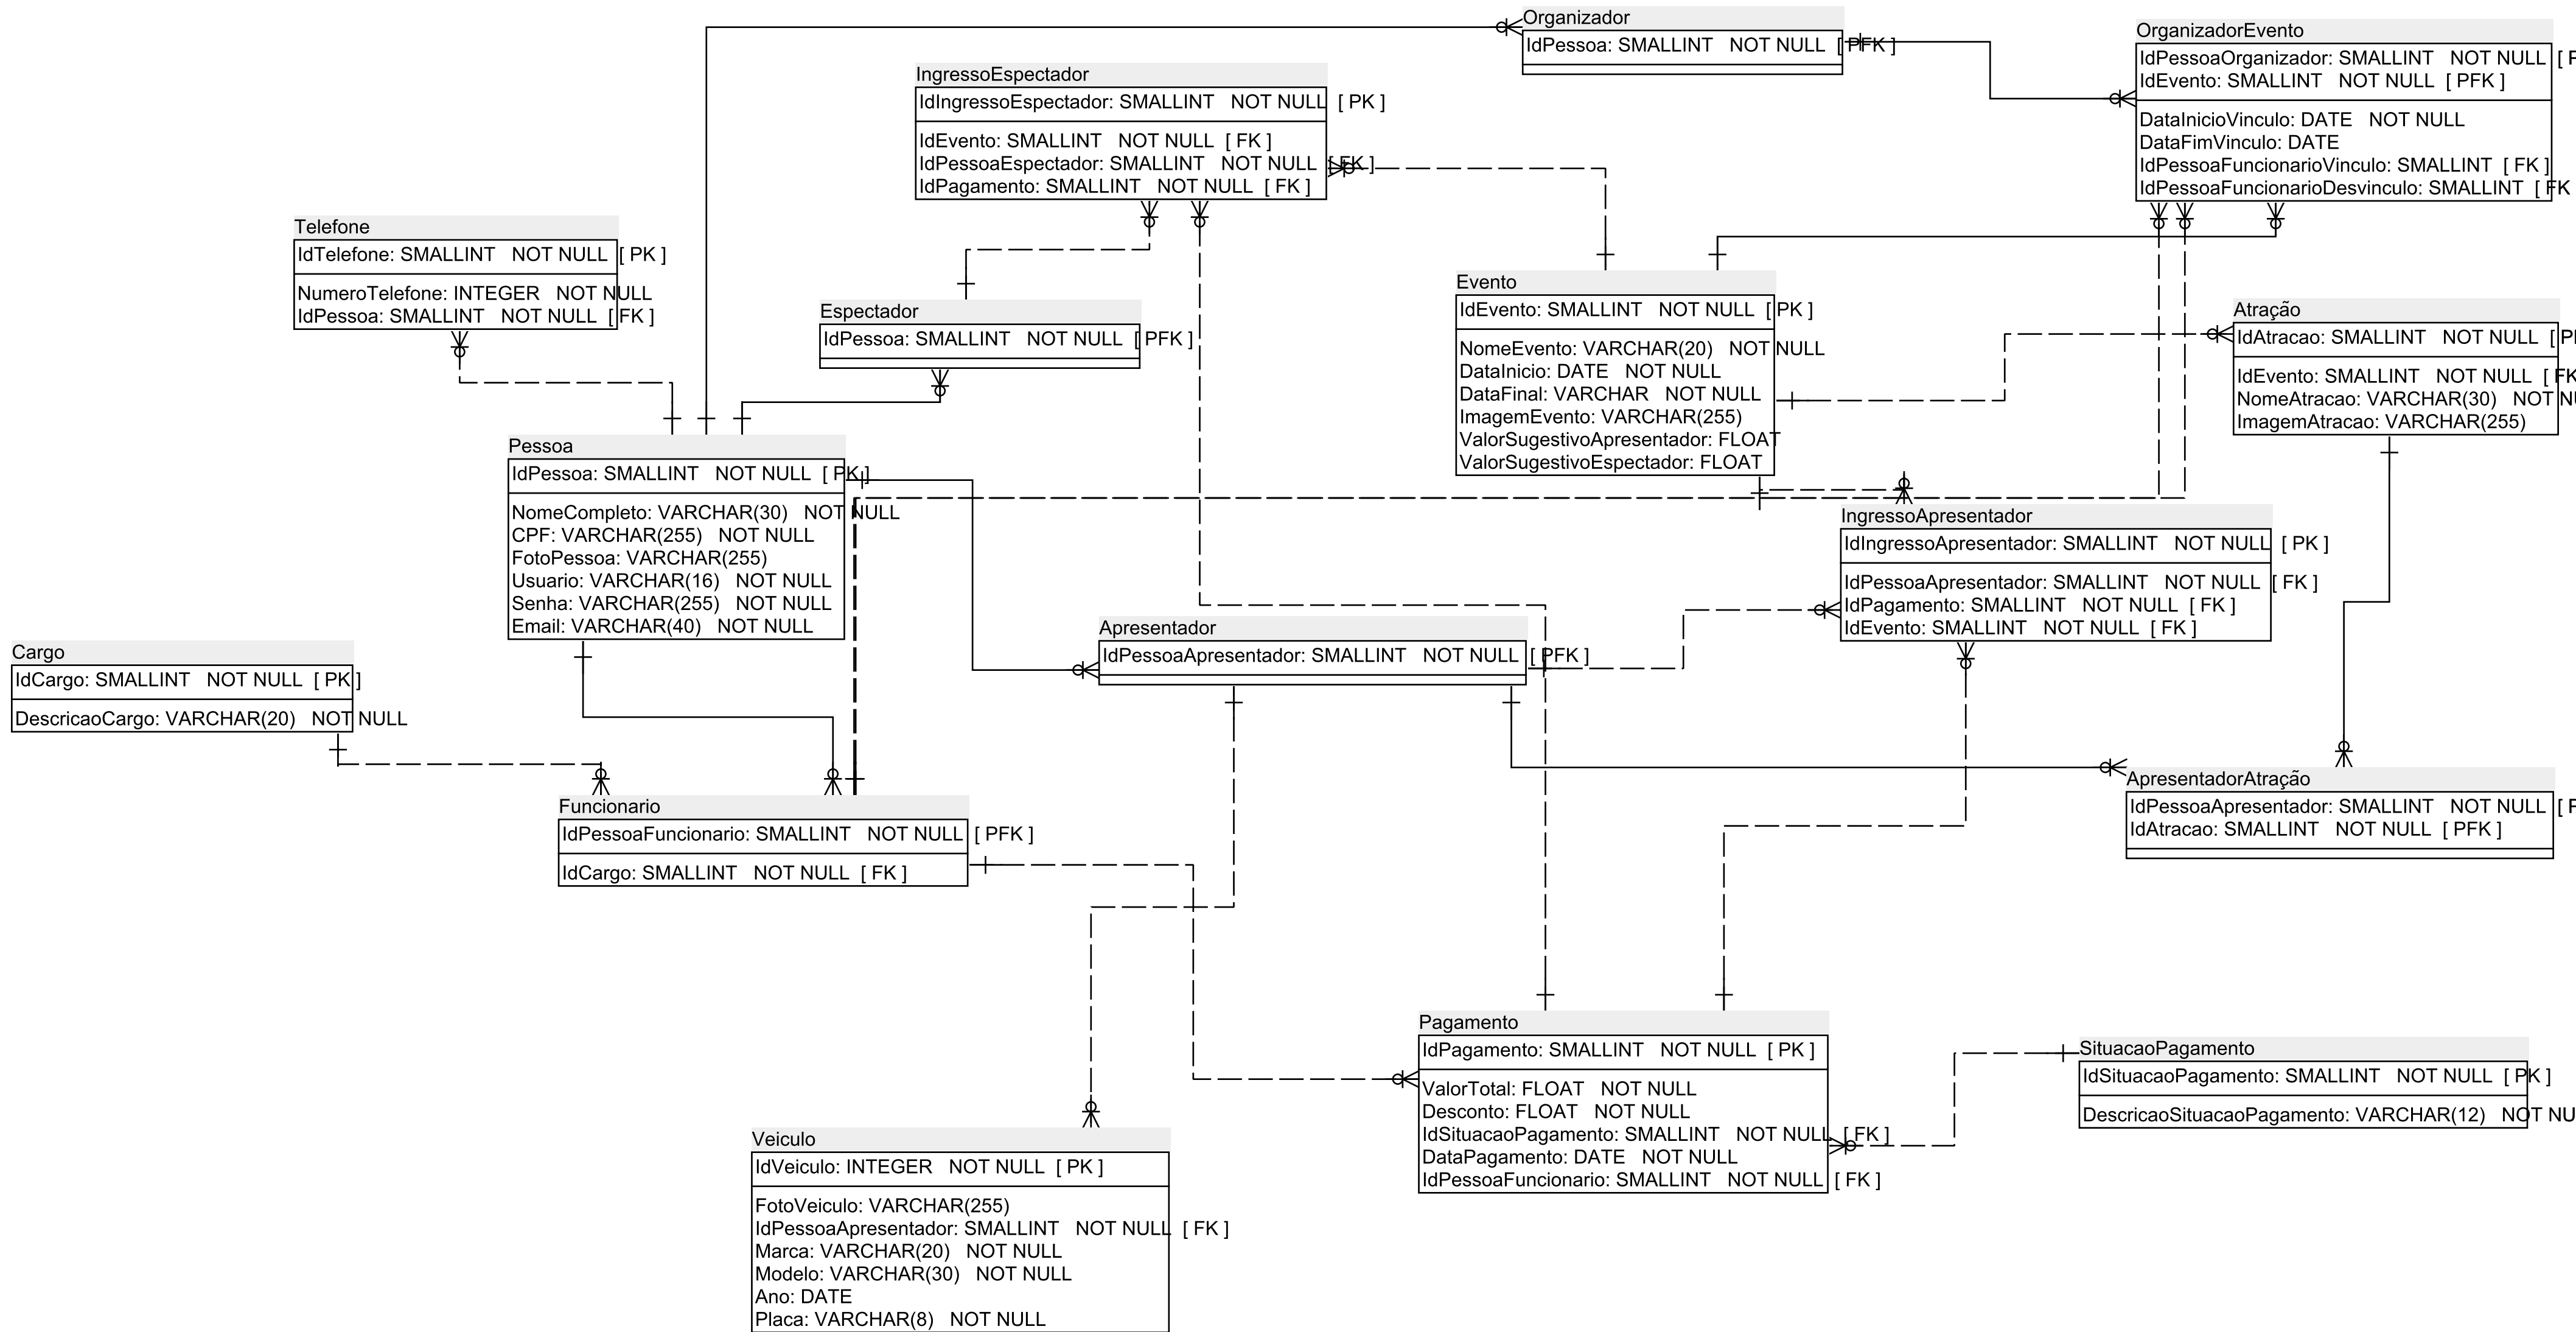 Organizador
IdPessoa: SMALLINT NOT NULL [ PFK ]
OrganizadorEvento
IdPessoaOrganizador: SMALLINT NOT NULL [
IdEvento: SMALLINT NOT NULL [ PFK ]
DataInicioVinculo: DATE NOT NULL
DataFimVinculo: DATE
IdPessoaFuncionarioVinculo: SMALLINT [ FK ]
IdPessoaFuncionarioDesvinculo: SMALLINT [ FK
IngressoEspectador
IdIngressoEspectador: SMALLINT NOT NULL [ PK ]
IdEvento: SMALLINT NOT NULL [ FK ]
IdPessoaEspectador: SMALLINT NOT NULL [ FK ]
IdPagamento: SMALLINT NOT NULL [ FK ]
Telefone
IdTelefone: SMALLINT NOT NULL [ PK ]
NumeroTelefone: INTEGER NOT NULL
IdPessoa: SMALLINT NOT NULL [ FK ]
Espectador
IdPessoa: SMALLINT NOT NULL [ PFK ]
Evento
IdEvento: SMALLINT NOT NULL [ PK ]
NomeEvento: VARCHAR(20) NOT NULL
DataInicio: DATE NOT NULL
DataFinal: VARCHAR NOT NULL
ImagemEvento: VARCHAR(255)
ValorSugestivoApresentador: FLOAT
ValorSugestivoEspectador: FLOAT
Atração
IdAtracao: SMALLINT NOT NULL [
IdEvento: SMALLINT NOT NULL [ FK
NomeAtracao: VARCHAR(30) NOT
ImagemAtracao: VARCHAR(255)
Pessoa
IdPessoa: SMALLINT NOT NULL [ PK ]
NomeCompleto: VARCHAR(30) NOT NULL
CPF: VARCHAR(255) NOT NULL
FotoPessoa: VARCHAR(255)
Usuario: VARCHAR(16) NOT NULL
Senha: VARCHAR(255) NOT NULL
Email: VARCHAR(40) NOT NULL
IngressoApresentador
IdIngressoApresentador: SMALLINT NOT NULL [ PK ]
IdPessoaApresentador: SMALLINT NOT NULL [ FK ]
IdPagamento: SMALLINT NOT NULL [ FK ]
IdEvento: SMALLINT NOT NULL [ FK ]
Apresentador
IdPessoaApresentador: SMALLINT NOT NULL [ PFK ]
Cargo
IdCargo: SMALLINT NOT NULL [ PK ]
DescricaoCargo: VARCHAR(20) NOT NULL
ApresentadorAtração
IdPessoaApresentador: SMALLINT NOT NULL [
IdAtracao: SMALLINT NOT NULL [ PFK ]
Funcionario
IdPessoaFuncionario: SMALLINT NOT NULL [ PFK ]
IdCargo: SMALLINT NOT NULL [ FK ]
Pagamento
IdPagamento: SMALLINT NOT NULL [ PK ]
ValorTotal: FLOAT NOT NULL
Desconto: FLOAT NOT NULL
IdSituacaoPagamento: SMALLINT NOT NULL [ FK ]
DataPagamento: DATE NOT NULL
IdPessoaFuncionario: SMALLINT NOT NULL [ FK ]
SituacaoPagamento
IdSituacaoPagamento: SMALLINT NOT NULL [ PK ]
DescricaoSituacaoPagamento: VARCHAR(12) NOT
Veiculo
IdVeiculo: INTEGER NOT NULL [ PK ]
FotoVeiculo: VARCHAR(255)
IdPessoaApresentador: SMALLINT NOT NULL [ FK ]
Marca: VARCHAR(20) NOT NULL
Modelo: VARCHAR(30) NOT NULL
Ano: DATE
Placa: VARCHAR(8) NOT NULL